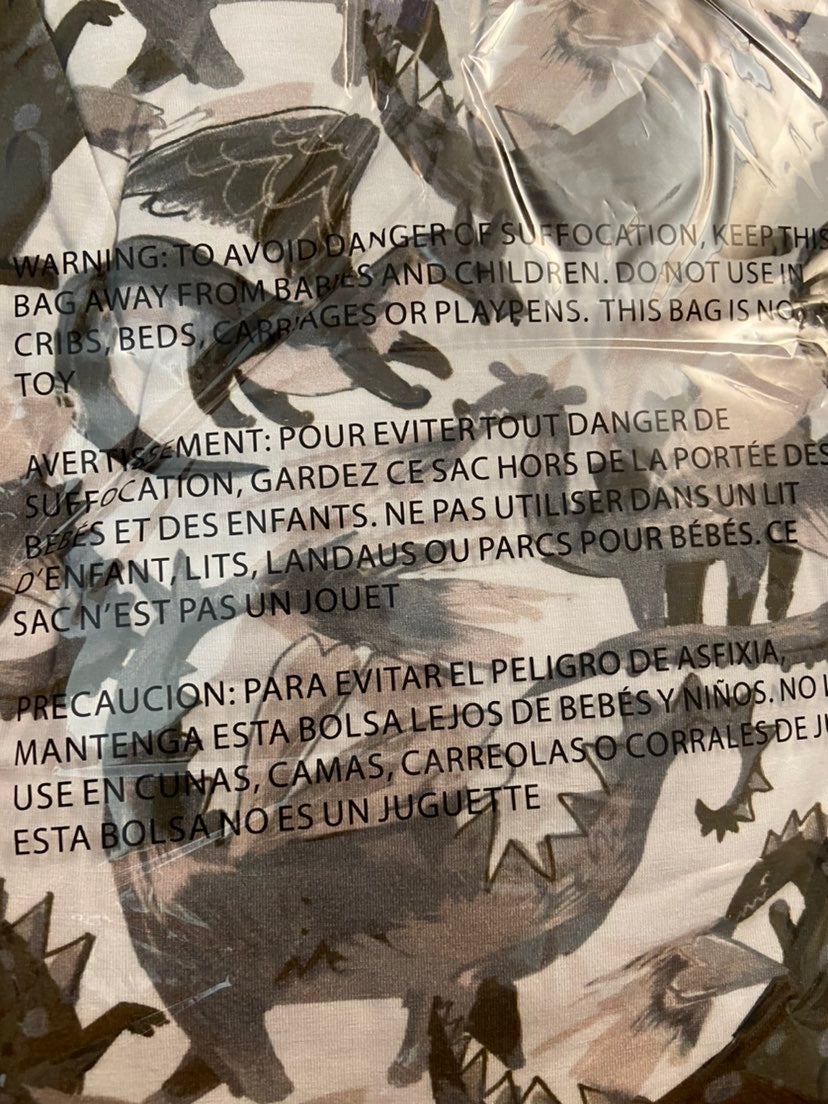 WARNING: TO AVOID DANGER OF SUFFOCATION, KEEP THIS
BAG AWAY FROM BABIES AND CHILDREN. DO NOT USE IN
CRIBS, BEDS, CARRIAGES OR PLAYPENS. THIS BAG IS NO
TOY
AVERTISSEMENT: POUR EVITER TOUT DANGER DE
SUFFOCATION, GARDEZ CE SAC HORS DE LA PORTÉE DES
BÉBÉS ET DES ENFANTS. NE PAS UTILISER DANS UN LIT
D'ENFANT, LITS, LANDAUS OU PARCS POUR BÉBÉS. CE
SAC N'EST PAS UN JOUET
PRECAUCION: PARA EVITAR EL PELIGRO DE ASFIXIA,
MANTENGA ESTA BOLSA LEJOS DE BEBÉS Y NIÑOS. NO
USE EN CUNAS, CAMAS, CARREOLAS O CORRALES DE
ESTA BOLSA NO ES UN JUGUETTE